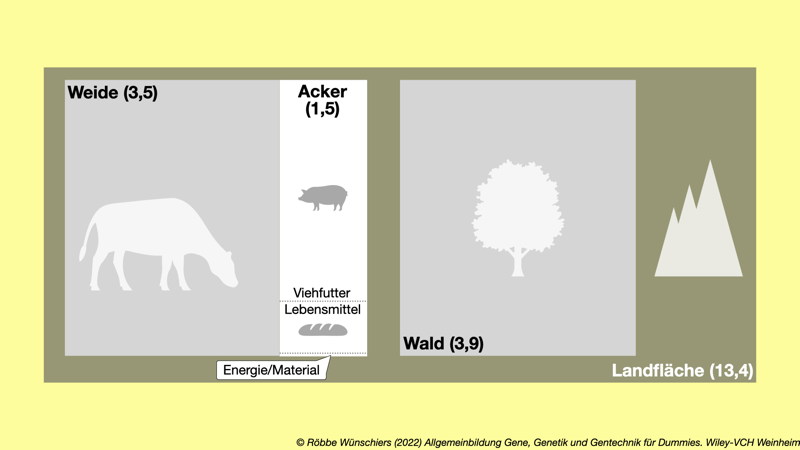 Weide (3,5)
Acker
(1,5)
Viehfutter
Lebensmittel
Energie/Material
Wald (3,9)
Landfläche (13,4)
© Röbbe Wünschiers (2022) Allgemeinbildung Gene, Genetik und Gentechnik für Dummies. Wiley-VCH Weinheim